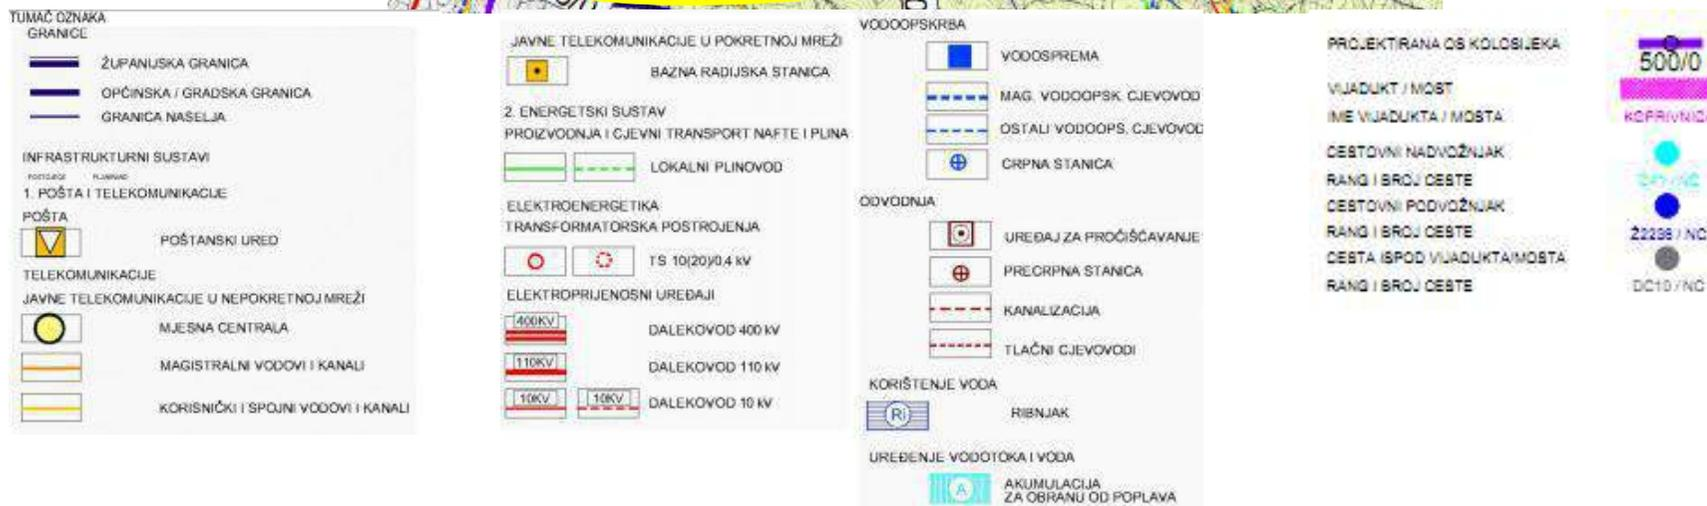 TUMAČ OZNAKA
GRANICE
ŽUPANIJSKA GRANICA
OPĆINSKA / GRADSKA GRANICA
GRANICA NASELJA
INFRASTRUKTURNI SUSTAVI
POSTOJEĆE PLANIRANO
1. POŠTA I TELEKOMUNIKACIJE
POŠTA
POŠTANSKI URED
TELEKOMUNIKACIJE
JAVNE TELEKOMUNIKACIJE U NEPOKRETNOJ MREŽI
MJESNA CENTRALA
MAGISTRALNI VODOVI I KANALI
KORISNIČKI I SPOJNI VODOVI I KANALI
JAVNE TELEKOMUNIKACIJE U POKRETNOJ MREŽI
BAZNA RADIJSKA STANICA
2. ENERGETSKI SUSTAV
PROIZVODNJA I CJEVNI TRANSPORT NAFTE I PLINA
LOKALNI PLINOVOD
ELEKTROENERGETIKA
TRANSFORMATORSKA POSTROJENJA
TS 10(20)/0,4 kV
ELEKTROPRIJENOSNI UREĐAJI
400KV DALEKOVOD 400 kV
110KV DALEKOVOD 110 kV
10KV 10KV DALEKOVOD 10 kV
VODOOPSKRBA
VODOSPREMA
MAG. VODOOPSK. CJEVOVOD
OSTALI VODOOPS. CJEVOVOD
CRPNA STANICA
ODVODNJA
UREĐAJ ZA PROČIŠĆAVANJE
PRECRPNA STANICA
KANALIZACIJA
TLAČNI CJEVOVODI
KORIŠTENJE VODA
Ri RIBNJAK
UREĐENJE VODOTOKA I VODA
A AKUMULACIJA
ZA OBRANU OD POPLAVA
PROJEKTIRANA OS KOLOSIJEKA
500/0
VIJADUKT / MOST
IME VIJADUKTA / MOSTA KOPRIVNIC
CESTOVNI NADVOŽNJAK
RANG I BROJ CESTE / NC
CESTOVNI PODVOŽNJAK
RANG I BROJ CESTE Ž2236 / NC
CESTA ISPOD VIJADUKTA/MOSTA
RANG I BROJ CESTE DC10 / NC